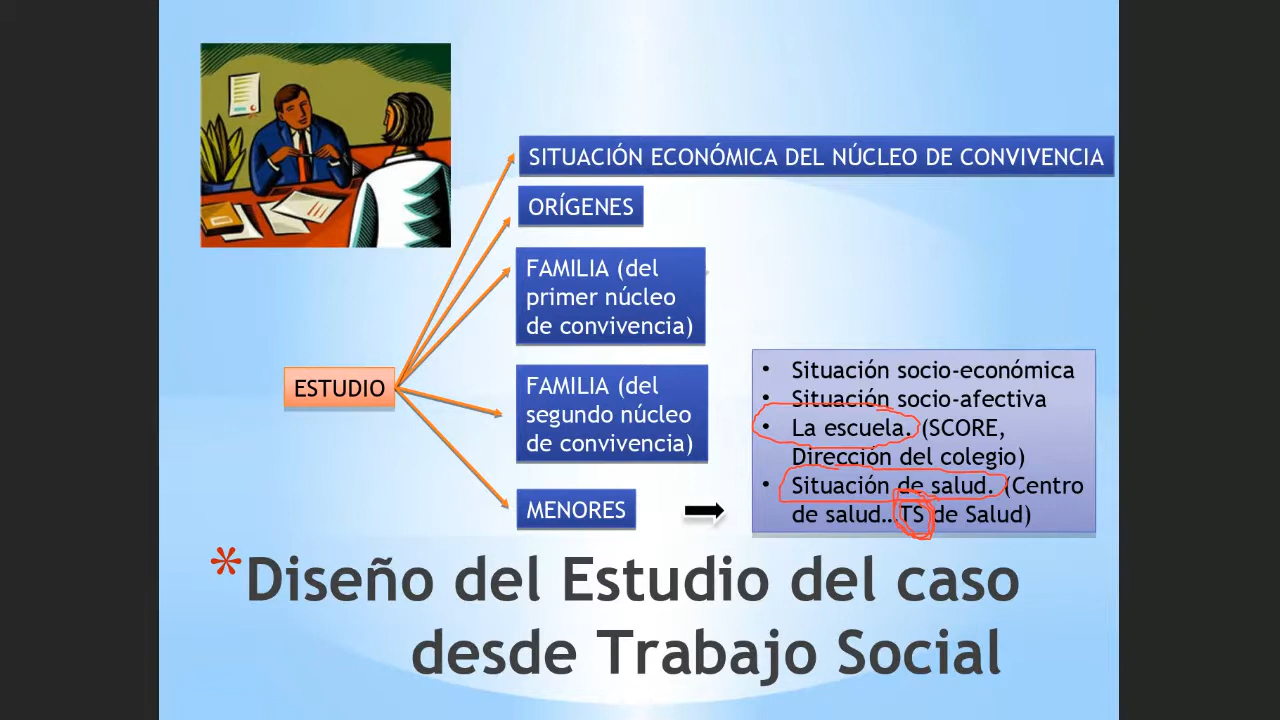 SITUACIÓN ECONÓMICA DEL NÚCLEO DE CONVIVENCIA
ORÍGENES
FAMILIA (del
primer núcleo
de convivencia)
ESTUDIO
FAMILIA (del
segundo núcleo
de convivencia)
MENORES
• Situación socio-económica
• Situación socio-afectiva
• La escuela. (SCORE,
Dirección del colegio)
• Situación de salud. (Centro
de salud…TS de Salud)
*Diseño del Estudio del caso
desde Trabajo Social